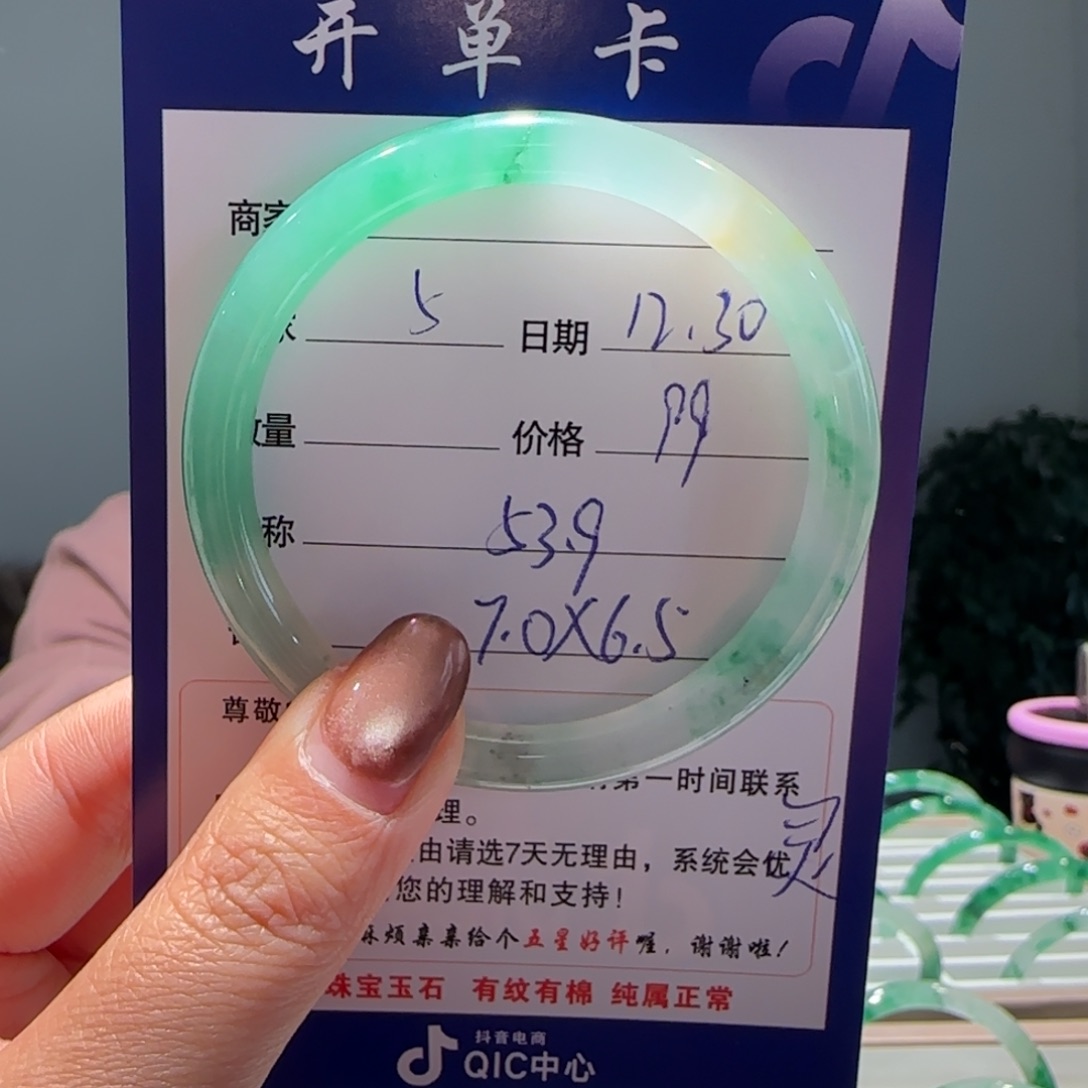 开单卡
商家
5 日期 12.30
数量 价格 99
称 53.9
7.0X6.5
尊敬
第一时间联系
理。
由请选7天无理由，系统会优
您的理解和支持！
麻烦亲亲给个五星好评喔，谢谢啦！
珠宝玉石 有纹有棉 纯属正常
抖音电商
QIC中心